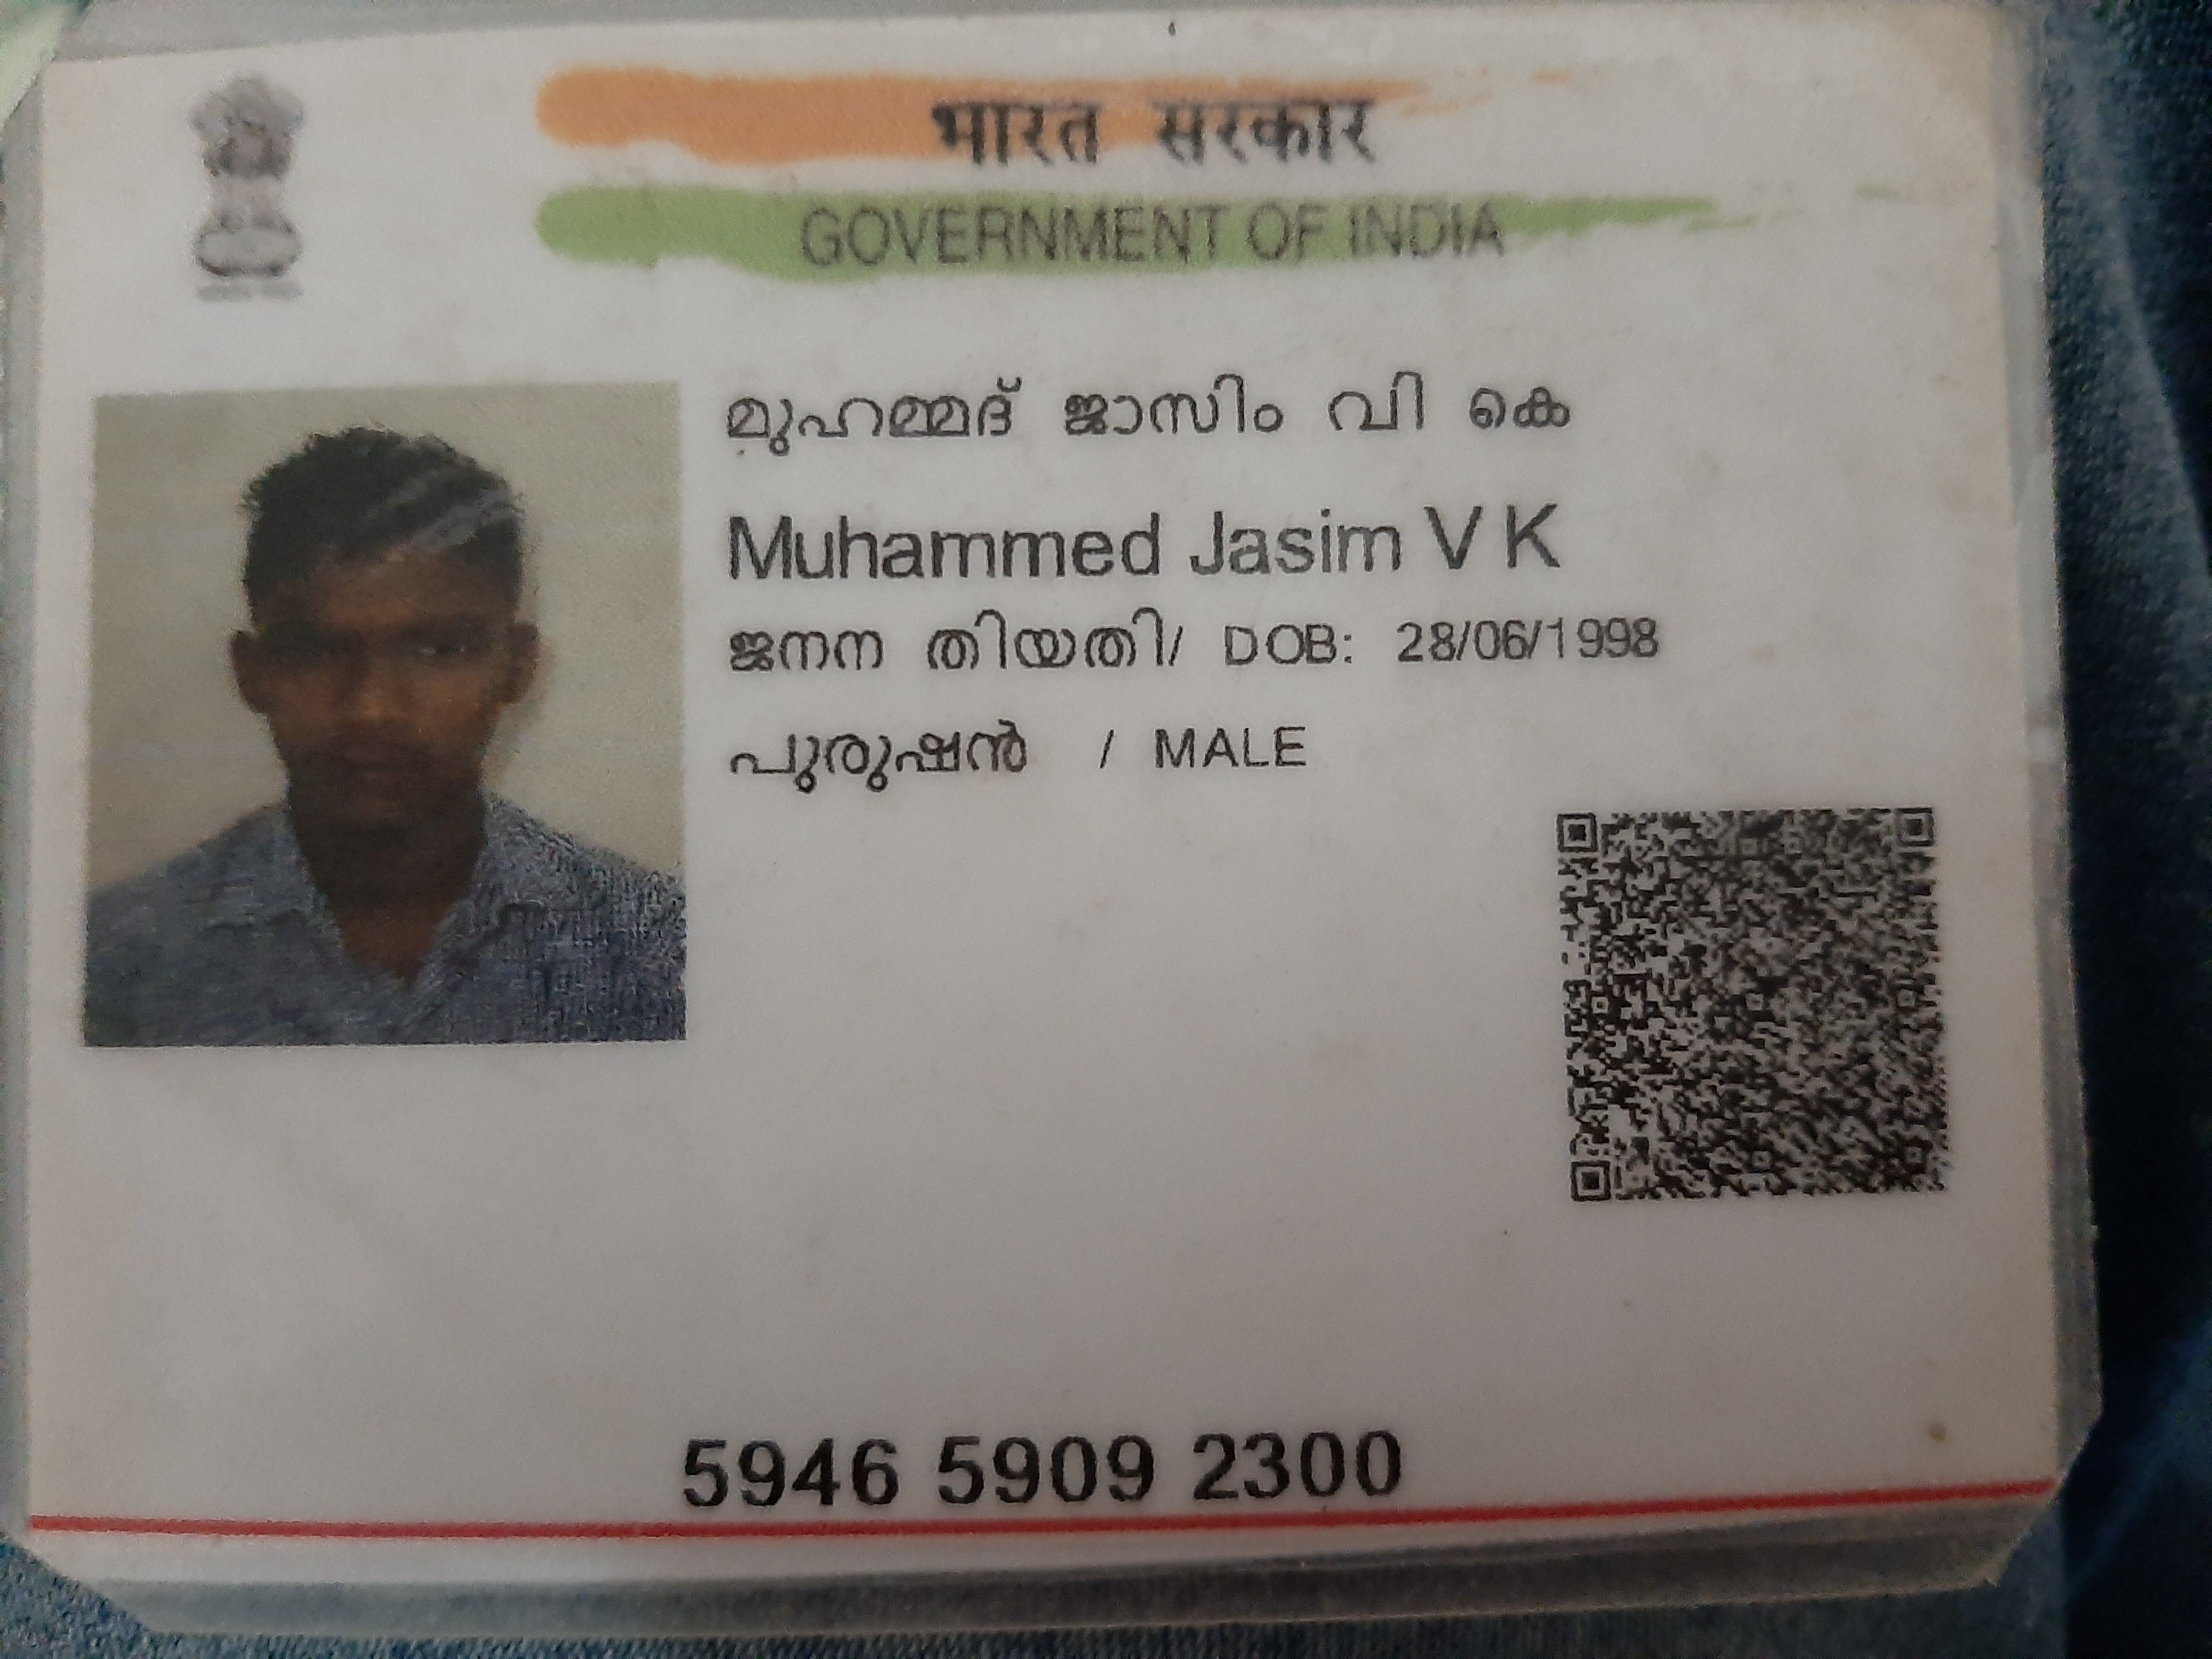 भारत सरकार
GOVERNMENT OF INDIA
മുഹമ്മദ് ജാസിം വി കെ
Muhammed Jasim V K
ജനന തിയതി/ DOB: 28/06/1998
പുരുഷൻ / MALE
5946 5909 2300